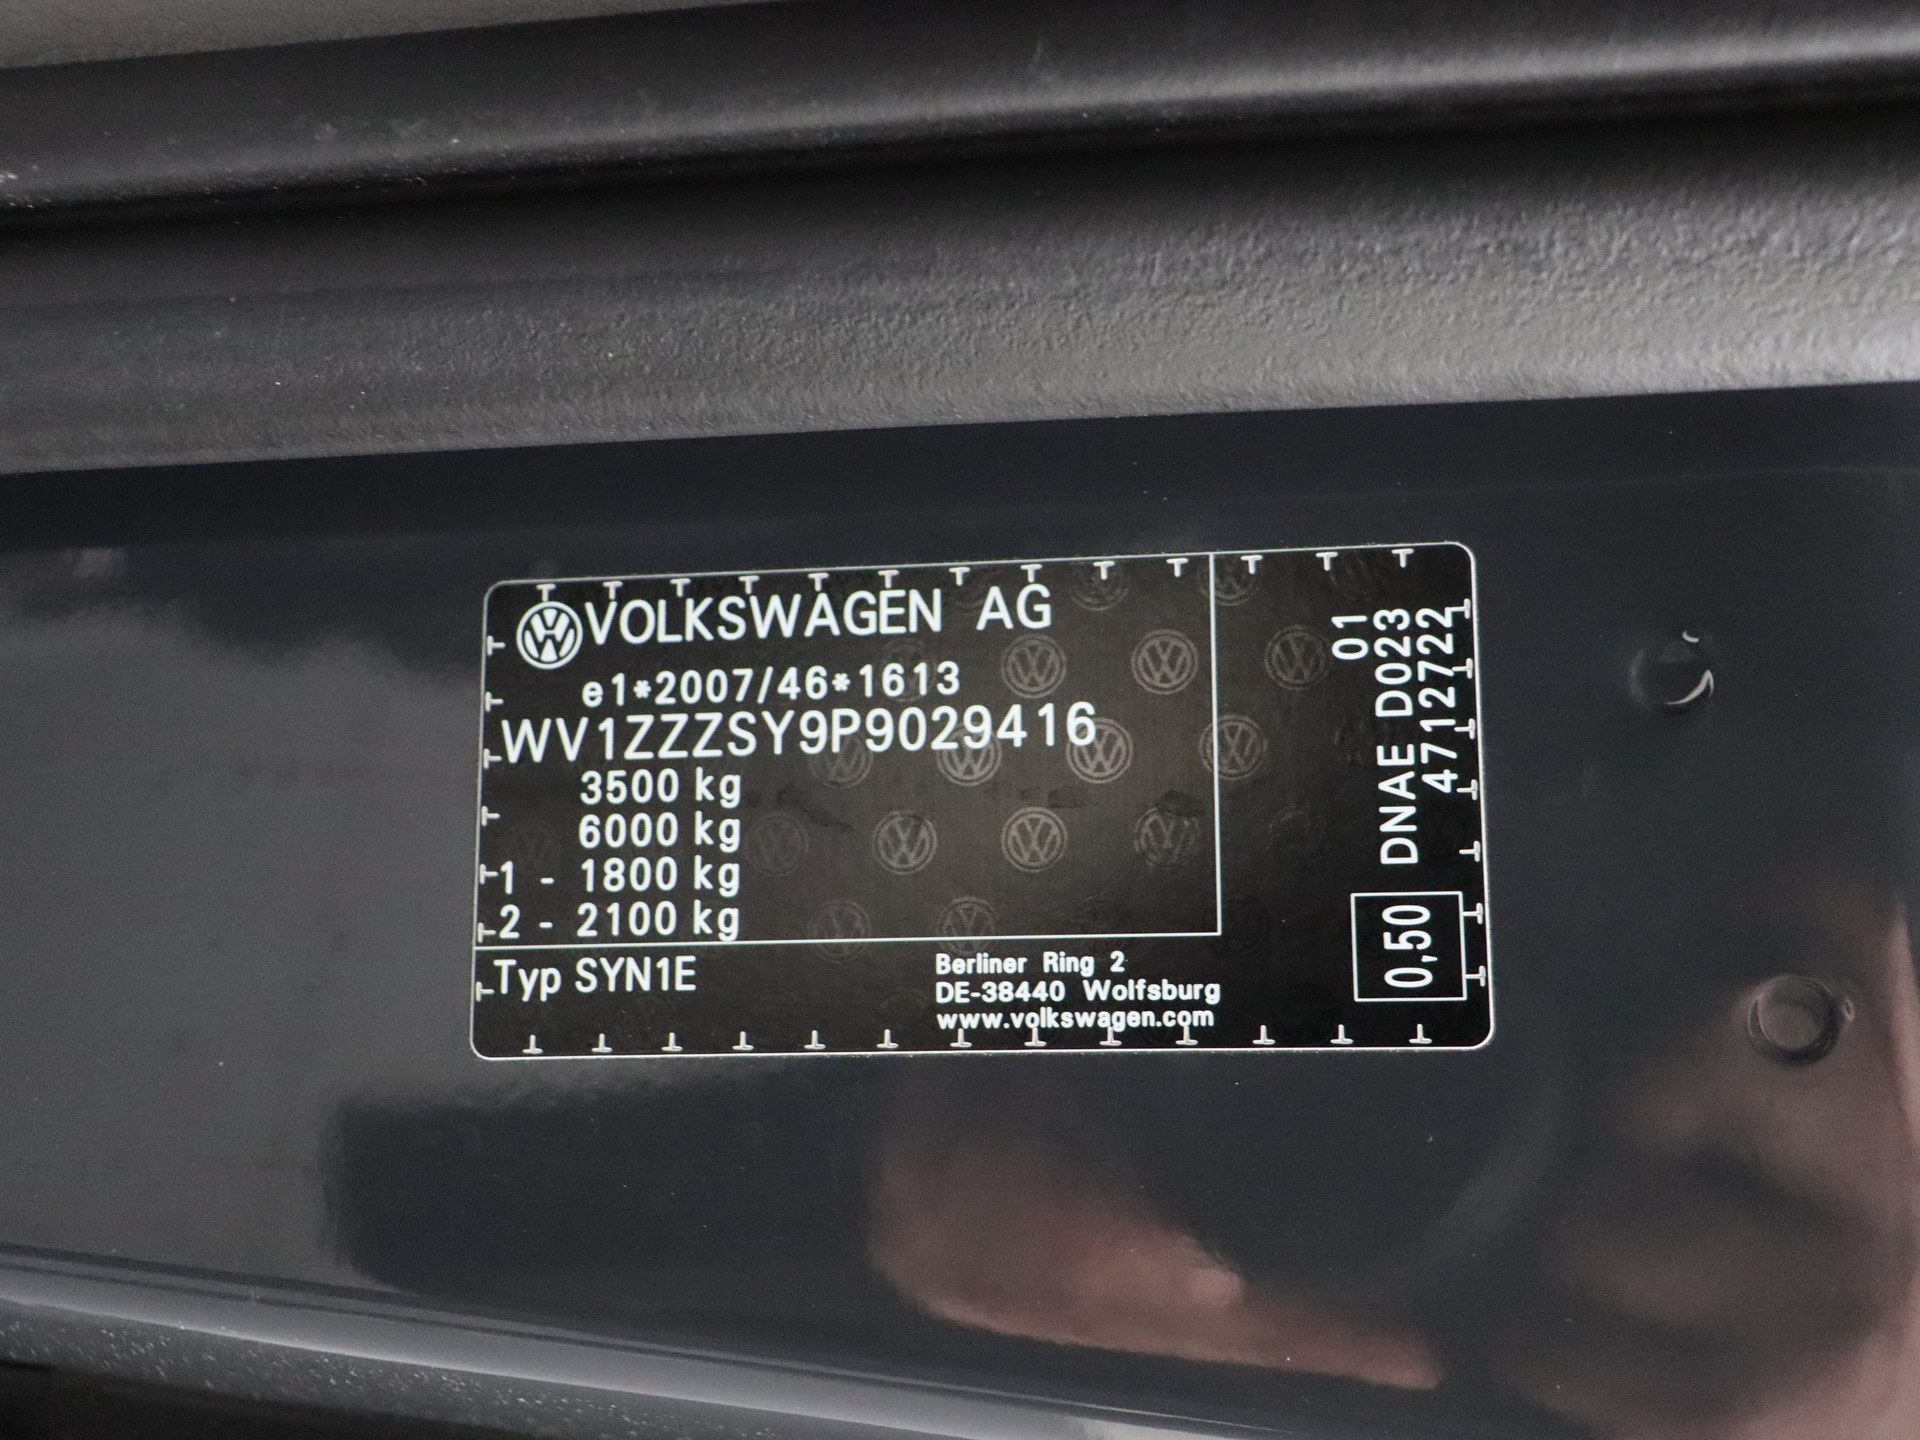 VOLKSWAGEN AG
e1*2007/46*1613
WV1ZZZSY9P9029416
3500 kg
6000 kg
1 - 1800 kg
2 - 2100 kg
Typ SYN1E
Berliner Ring 2
DE-38440 Wolfsburg
www.volkswagen.com
01
DNAE D023
4712722
0,50